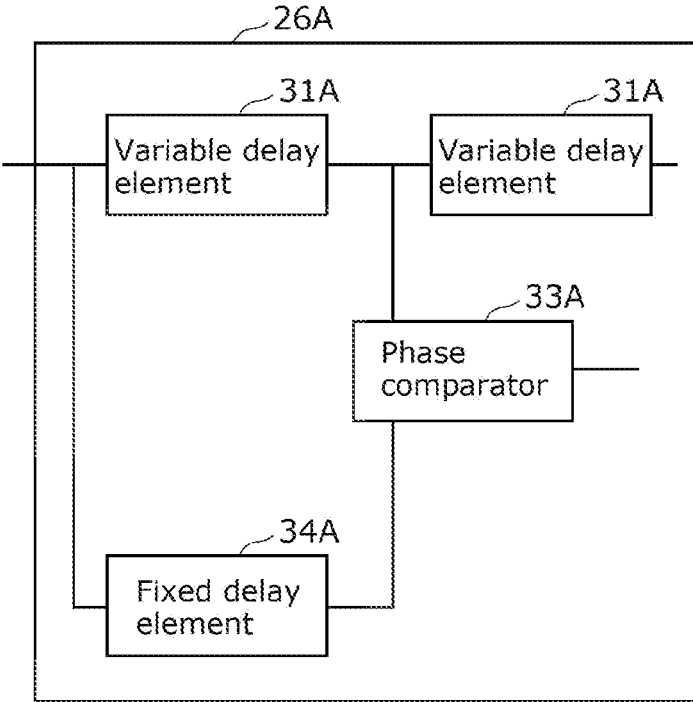 26A
31A
31A
Variable delay
element
Variable delay
element
33A
Phase
comparator
34A
Fixed delay
element